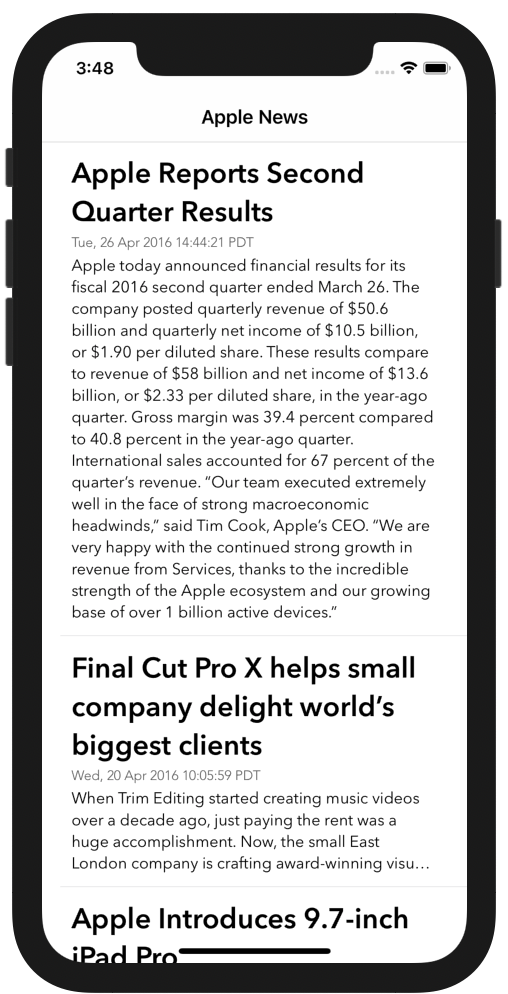 3:48
Apple News
Apple Reports Second
Quarter Results
Tue, 26 Apr 2016 14:44:21 PDT
Apple today announced financial results for its
fiscal 2016 second quarter ended March 26. The
company posted quarterly revenue of $50.6
billion and quarterly net income of $10.5 billion,
or $1.90 per diluted share. These results compare
to revenue of $58 billion and net income of $13.6
billion, or $2.33 per diluted share, in the year-ago
quarter. Gross margin was 39.4 percent compared
to 40.8 percent in the year-ago quarter.
International sales accounted for 67 percent of the
quarter’s revenue. “Our team executed extremely
well in the face of strong macroeconomic
headwinds,” said Tim Cook, Apple’s CEO. “We are
very happy with the continued strong growth in
revenue from Services, thanks to the incredible
strength of the Apple ecosystem and our growing
base of over 1 billion active devices.”
Final Cut Pro X helps small
company delight world’s
biggest clients
Wed, 20 Apr 2016 10:05:59 PDT
When Trim Editing started creating music videos
over a decade ago, just paying the rent was a
huge accomplishment. Now, the small East
London company is crafting award-winning visu…
Apple Introduces 9.7-inch
iPad Pro